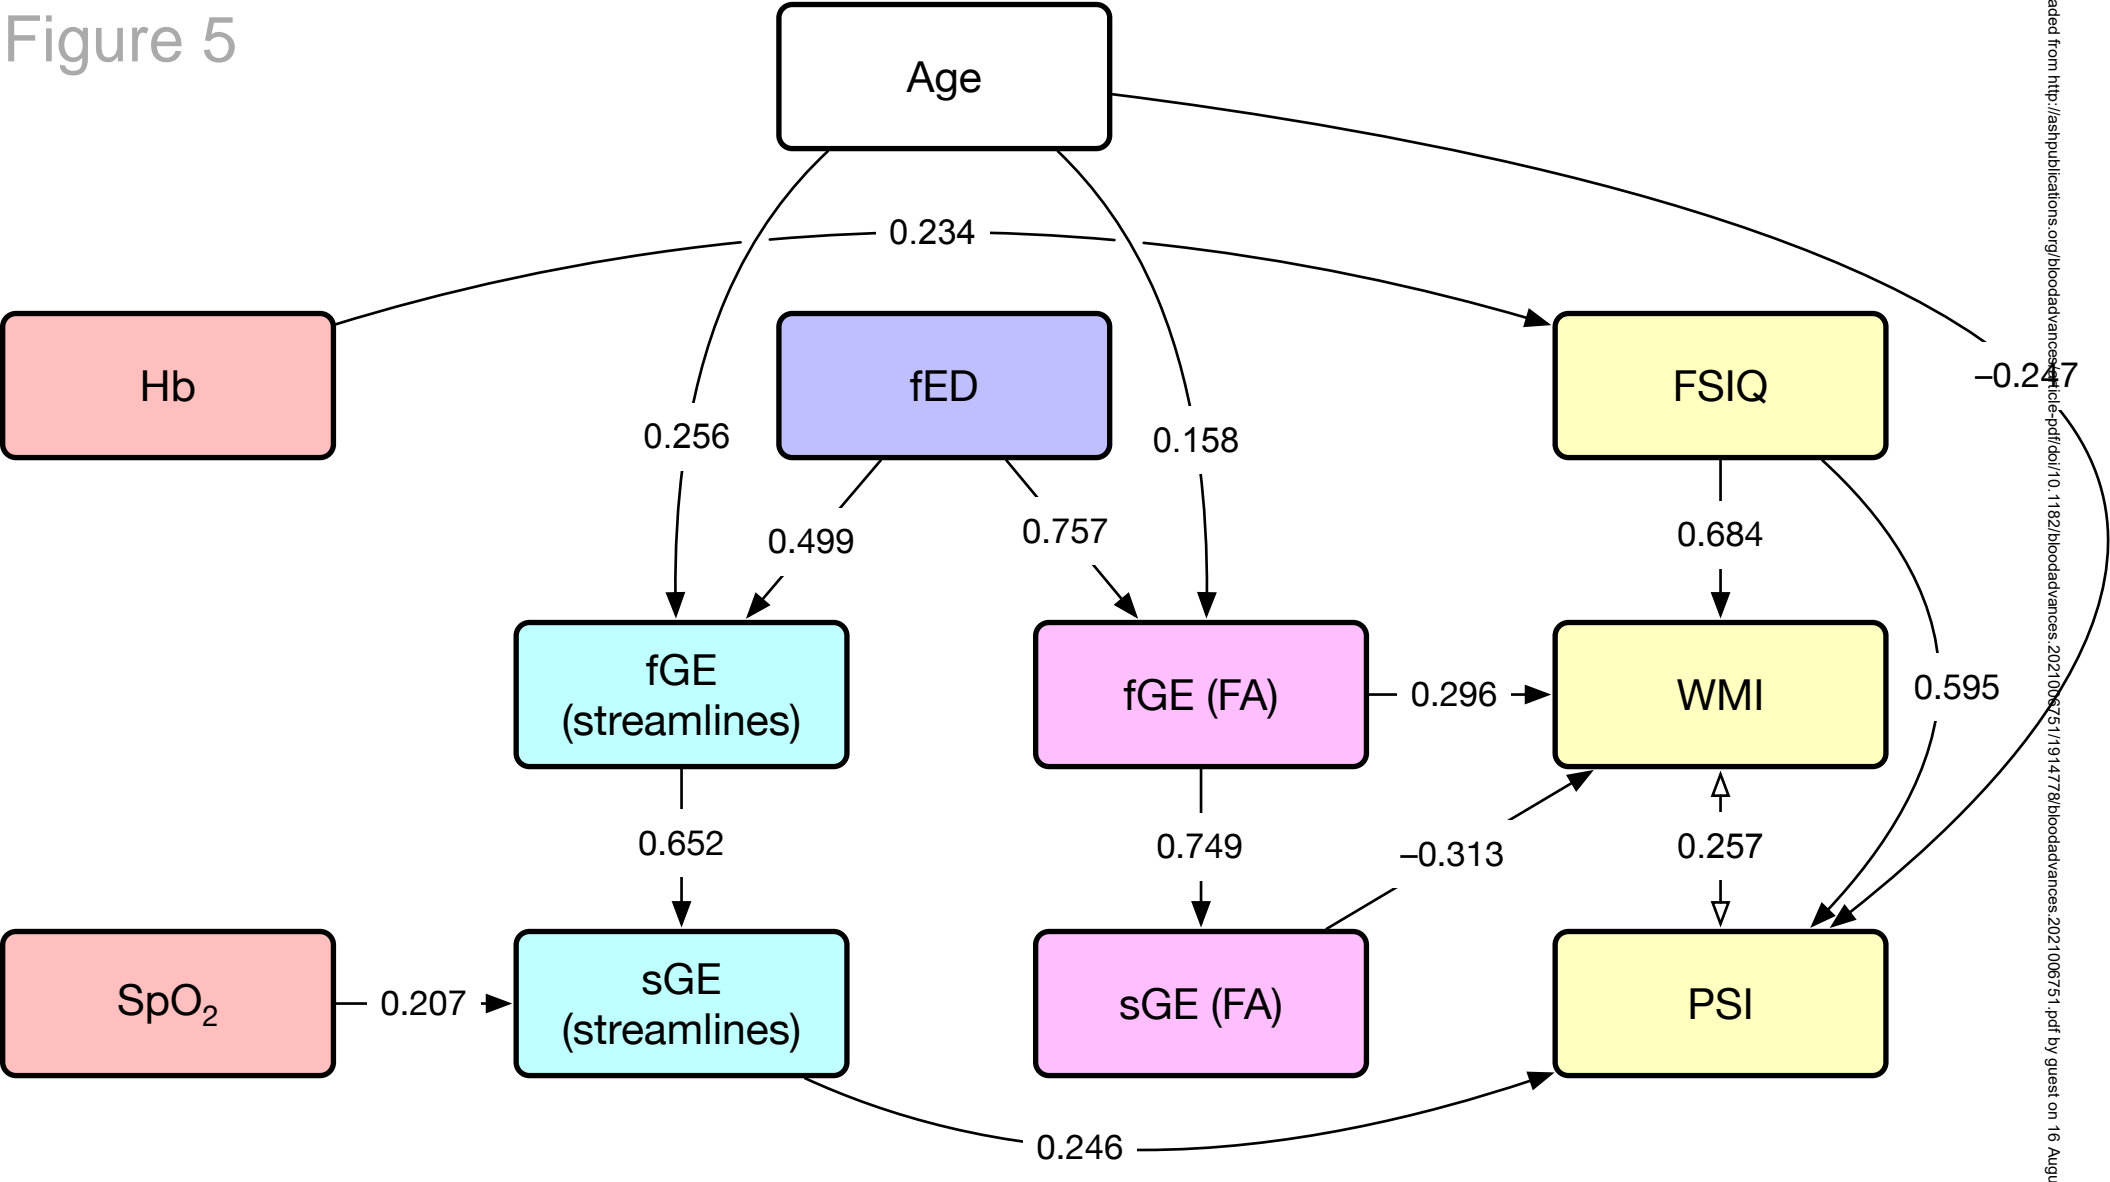 Figure 5
Age
0.234
Hb
fED
FSIQ
–0.247
0.256
0.158
0.499
0.757
0.684
fGE
(streamlines)
fGE (FA)
0.296
WMI
0.595
0.652
0.749
–0.313
0.257
SpO₂
0.207
sGE
(streamlines)
sGE (FA)
PSI
0.246
aded from http://ashpublications.org/bloodadvances/article-pdf/doi/10.1182/bloodadvances.2021006751/1914778/bloodadvances.2021006751.pdf by guest on 16 Augu